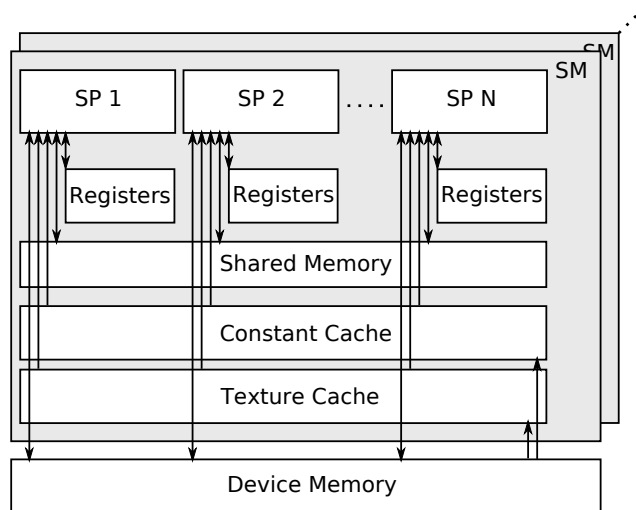 SM
SM
SP 1
SP 2
....
SP N
Registers
Registers
Registers
Shared Memory
Constant Cache
Texture Cache
Device Memory